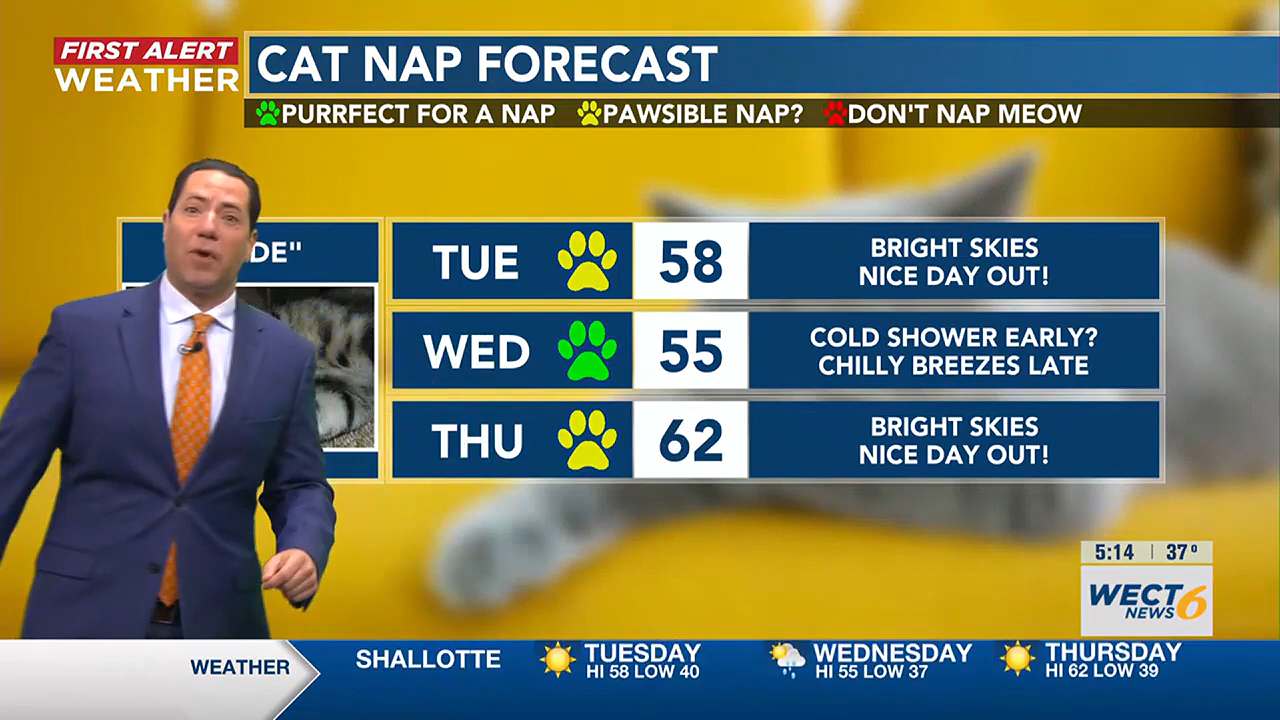 FIRST ALERT
WEATHER
CAT NAP FORECAST
PURRFECT FOR A NAP PAWSIBLE NAP? DON'T NAP MEOW
DE"
TUE 58 BRIGHT SKIES
NICE DAY OUT!
WED 55 COLD SHOWER EARLY?
CHILLY BREEZES LATE
THU 62 BRIGHT SKIES
NICE DAY OUT!
5:14 | 37°
WECT 6
NEWS
WEATHER
SHALLOTTE
TUESDAY
HI 58 LOW 40
WEDNESDAY
HI 55 LOW 37
THURSDAY
HI 62 LOW 39